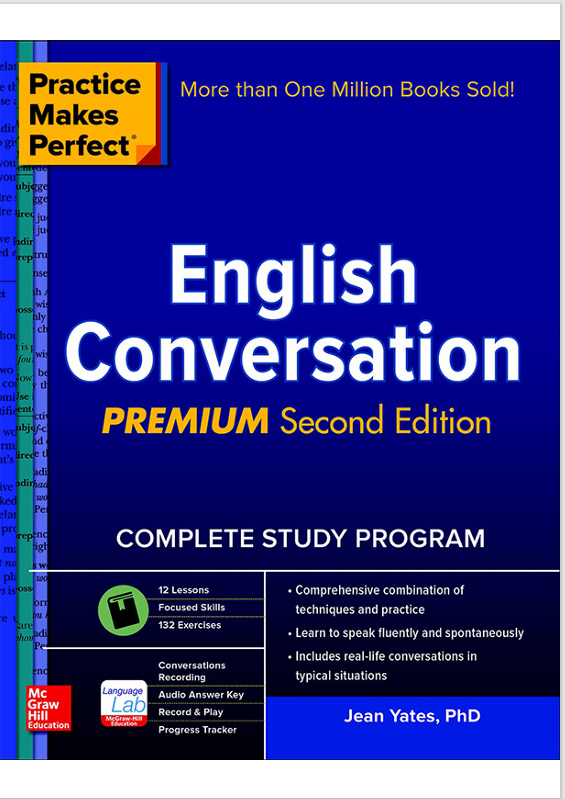 Practice
Makes
Perfect®
More than One Million Books Sold!
English
Conversation
PREMIUM Second Edition
COMPLETE STUDY PROGRAM
12 Lessons
Focused Skills
132 Exercises
• Comprehensive combination of
techniques and practice
• Learn to speak fluently and spontaneously
• Includes real-life conversations in
typical situations
Conversations
Recording
Audio Answer Key
Record & Play
Progress Tracker
Mc
Graw
Hill
Education
Language
Lab
McGraw-Hill
Education
Jean Yates, PhD